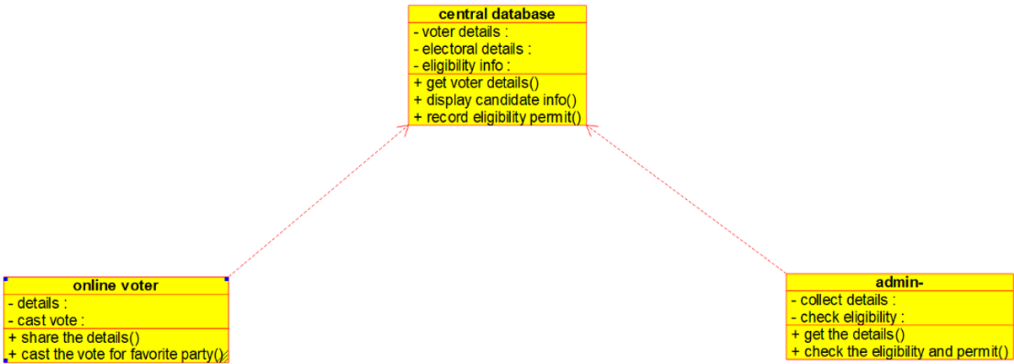 central database
- voter details :
- electoral details :
- eligibility info :
+ get voter details()
+ display candidate info()
+ record eligibility permit()
online voter
- details :
- cast vote :
+ share the details()
+ cast the vote for favorite party()
admin-
- collect details :
- check eligibility :
+ get the details()
+ check the eligibility and permit()